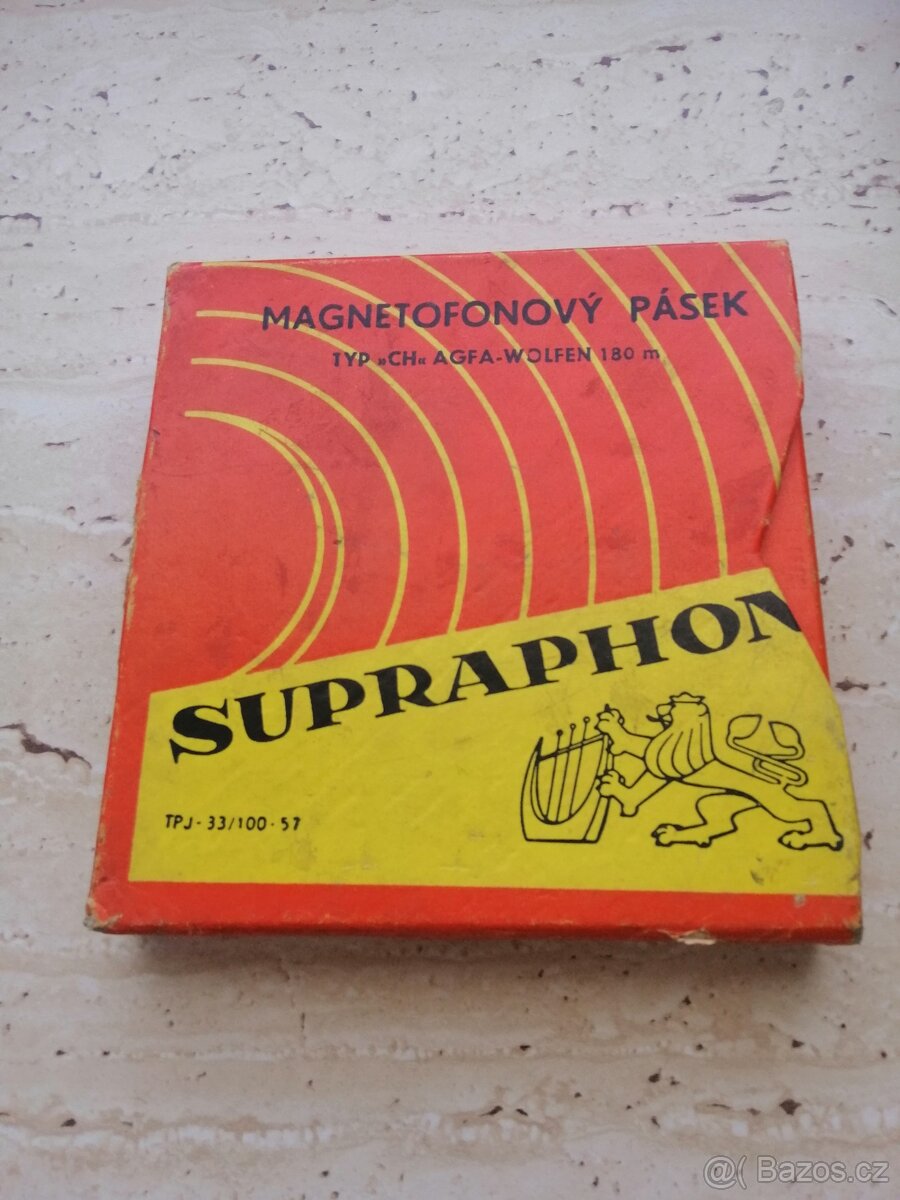 MAGNETOFONOVÝ PÁSEK
TYP »CH« AGFA-WOLFEN 180 m
SUPRAPHON
TPJ - 33/100 - 57
@( Bazos.cz